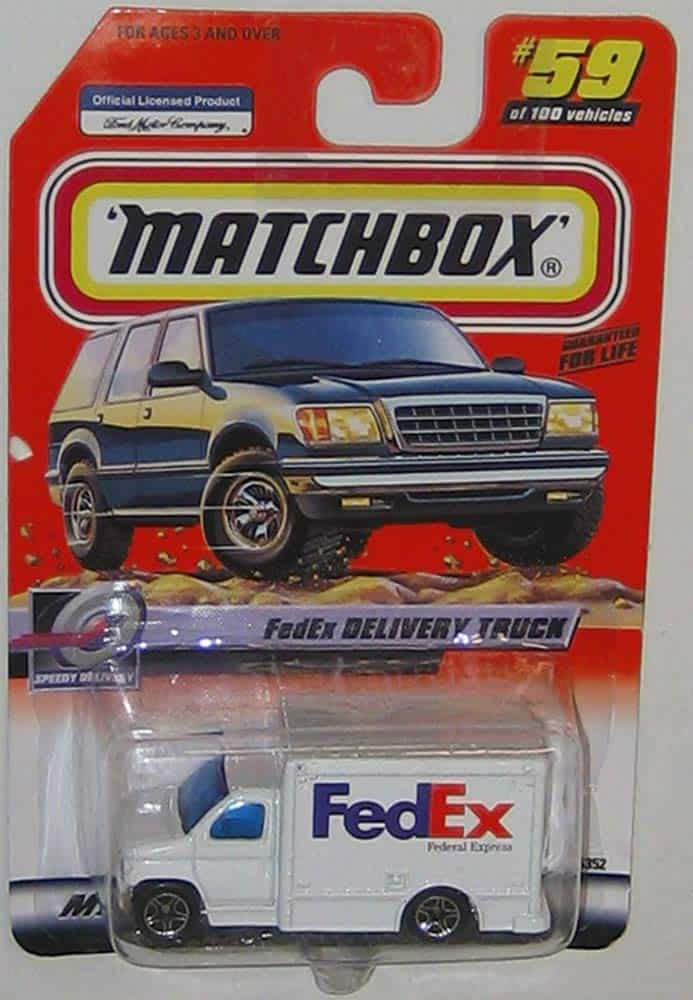 FOR AGES 3 AND OVER
#59
of 100 vehicles
Official Licensed Product
Ford Motor Company.
'MATCHBOX'®
GUARANTEED
FOR LIFE
FedEx DELIVERY TRUCK
SPEEDY DELIVERY
FedEx
Federal Express